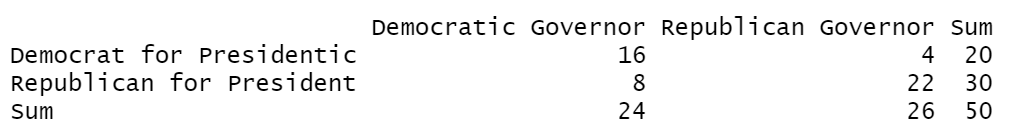 Democratic Governor Republican Governor Sum
Democrat for Presidentic 16 4 20
Republican for President 8 22 30
Sum 24 26 50